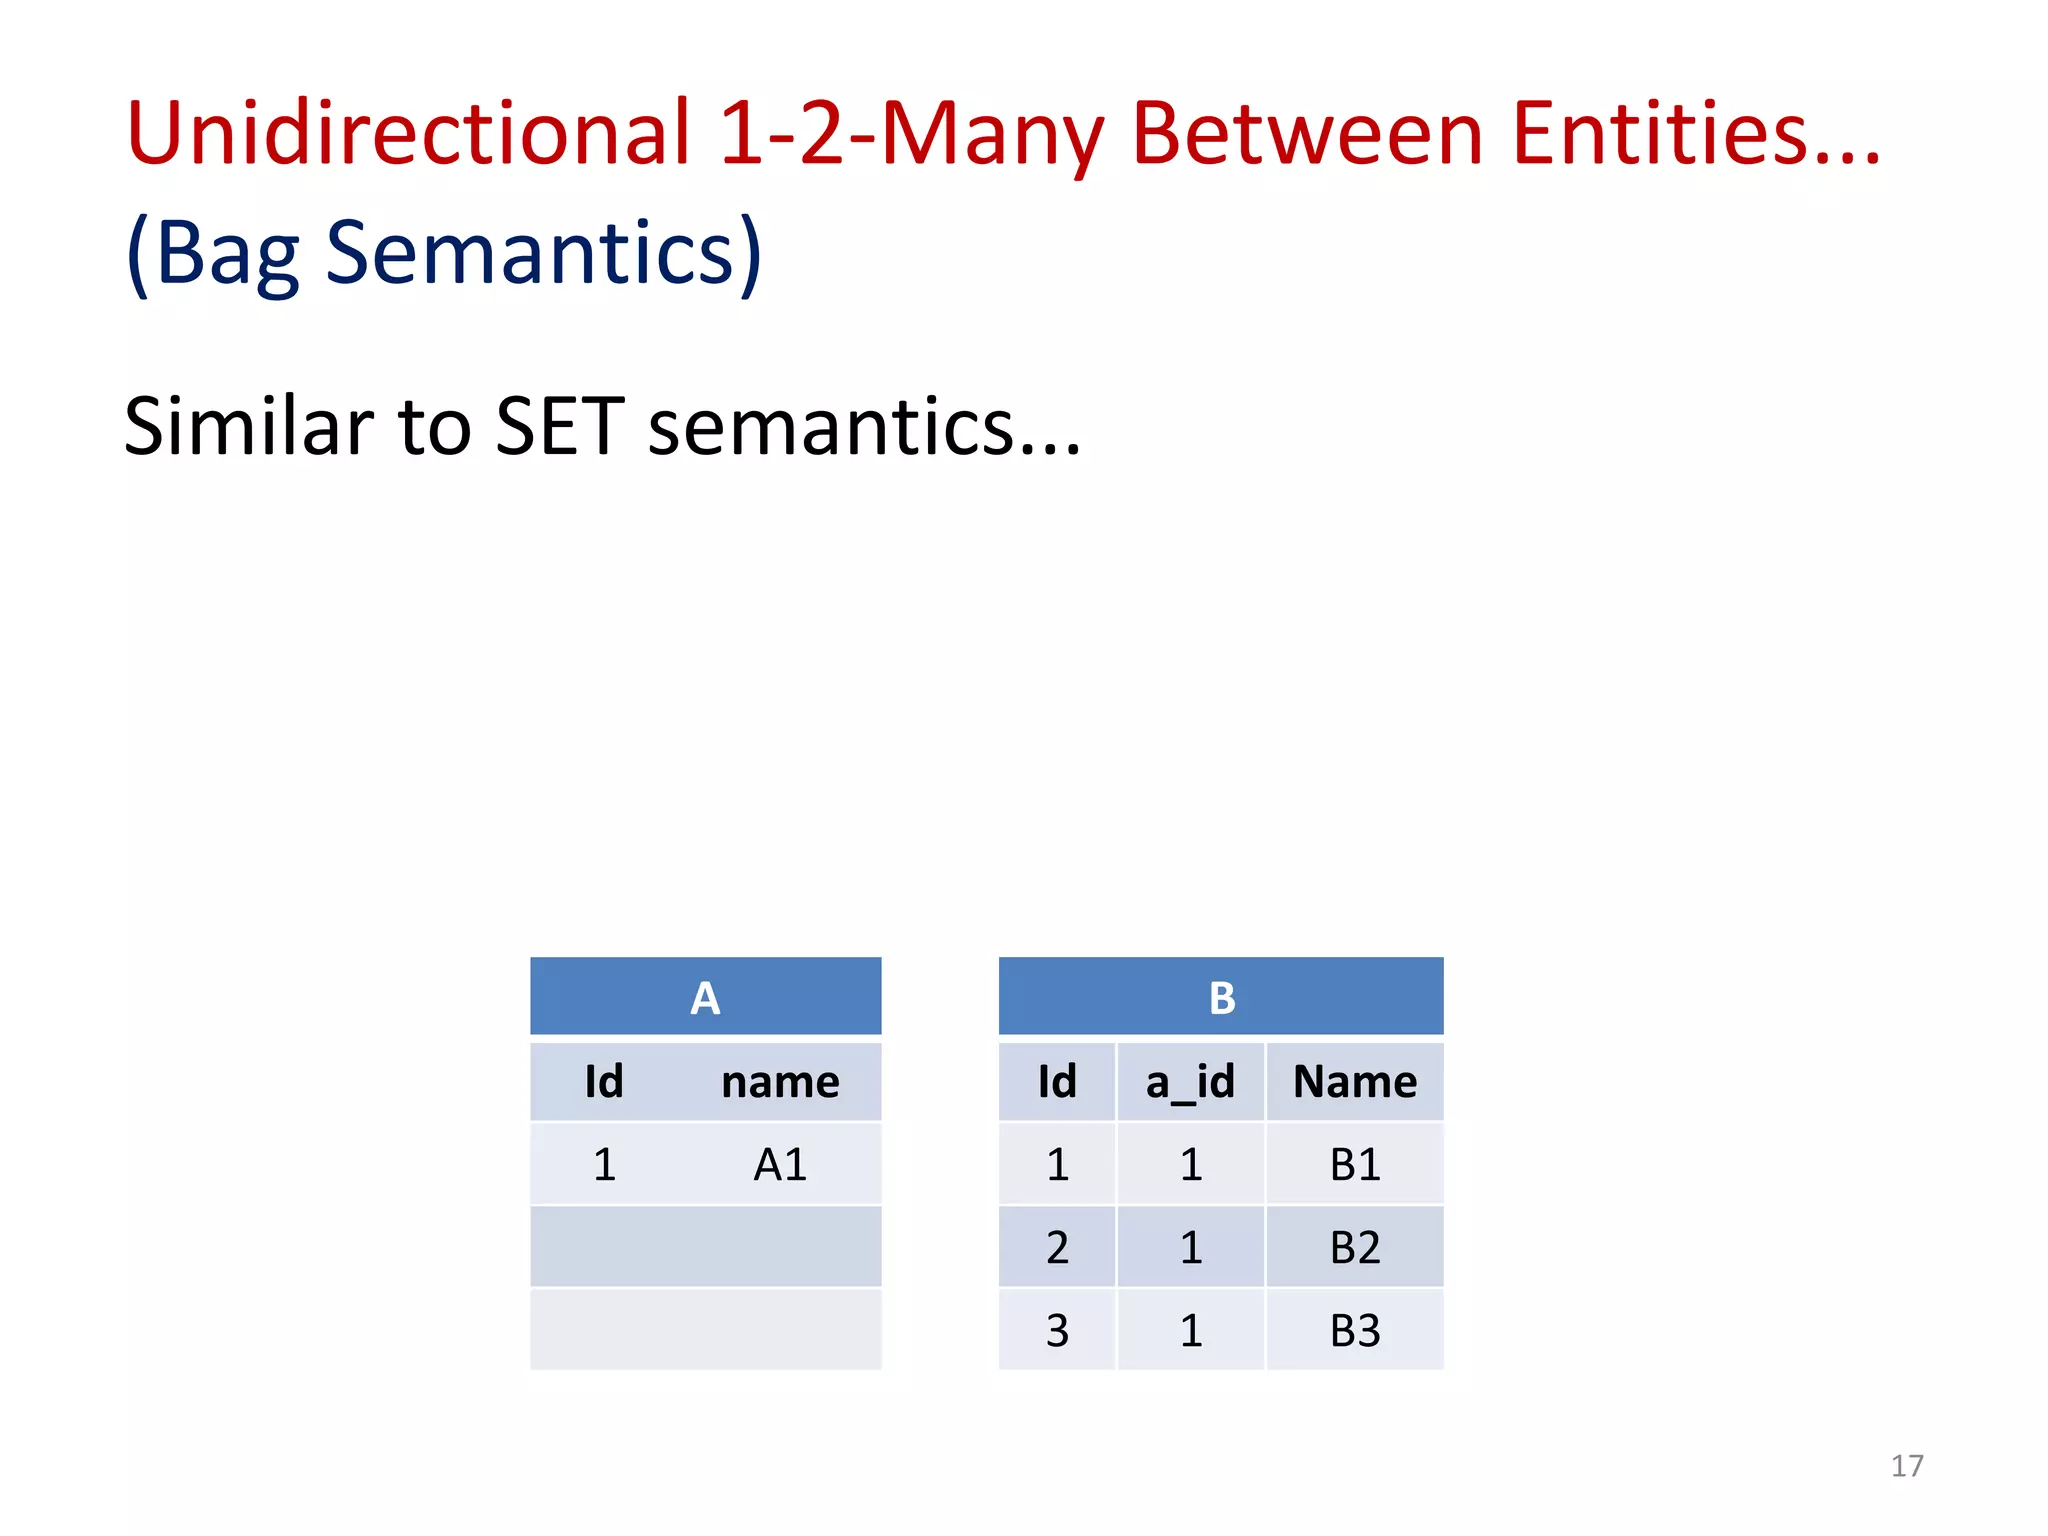 Unidirectional 1-2-Many Between Entities...
(Bag Semantics)
Similar to SET semantics...
A
Id name
1 A1
B
Id a_id Name
1 1 B1
2 1 B2
3 1 B3
17